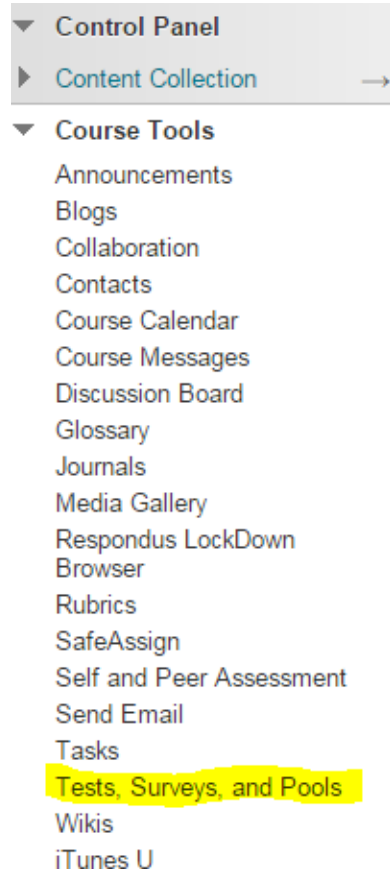 Control Panel
Content Collection →
Course Tools
Announcements
Blogs
Collaboration
Contacts
Course Calendar
Course Messages
Discussion Board
Glossary
Journals
Media Gallery
Respondus LockDown
Browser
Rubrics
SafeAssign
Self and Peer Assessment
Send Email
Tasks
Tests, Surveys, and Pools
Wikis
iTunes U